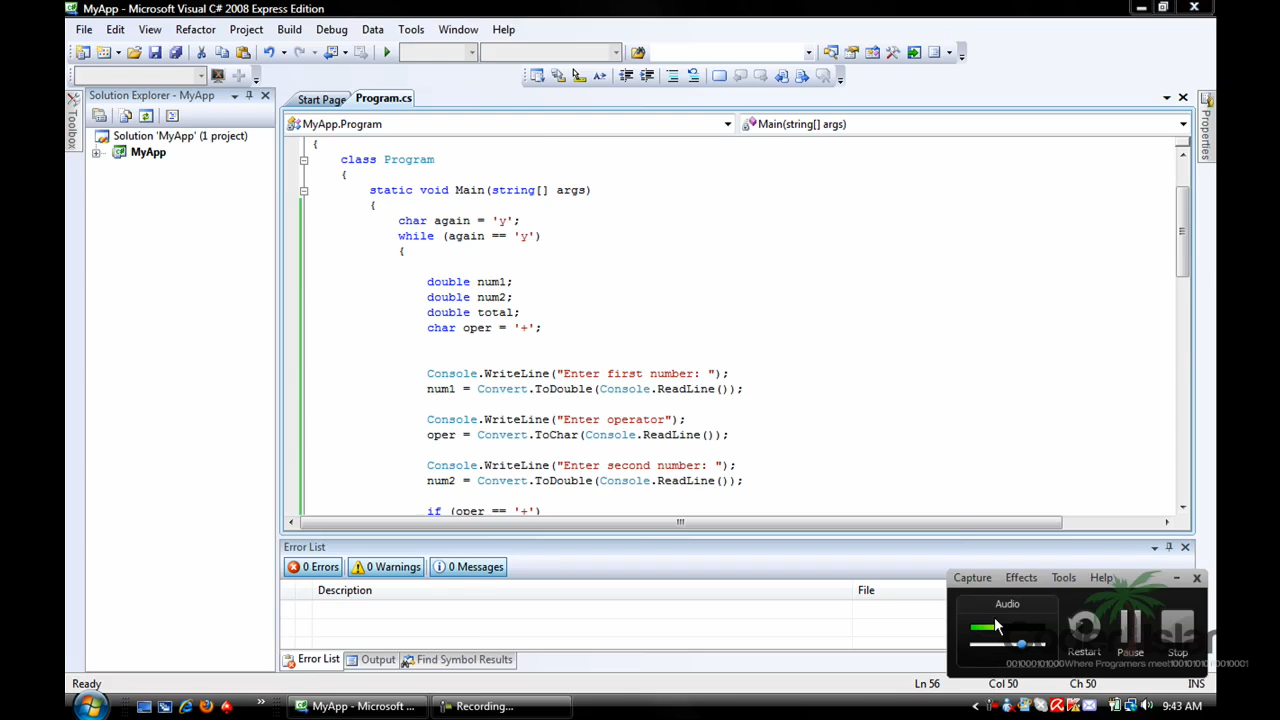 MyApp - Microsoft Visual C# 2008 Express Edition
File Edit View Refactor Project Build Debug Data Tools Window Help
Solution Explorer - MyApp
Start Page Program.cs
Toolbox
Properties
MyApp.Program Main(string[] args)
Solution 'MyApp' (1 project)
MyApp
{
class Program
{
static void Main(string[] args)
{
char again = 'y';
while (again == 'y')
{
double num1;
double num2;
double total;
char oper = '+';
Console.WriteLine("Enter first number: ");
num1 = Convert.ToDouble(Console.ReadLine());
Console.WriteLine("Enter operator");
oper = Convert.ToChar(Console.ReadLine());
Console.WriteLine("Enter second number: ");
num2 = Convert.ToDouble(Console.ReadLine());
if (oper == '+')
Error List
0 Errors 0 Warnings 0 Messages
Description File
Capture Effects Tools Help
Audio
Restart Pause Stop
001000101000Where Programers meet!
Error List Output Find Symbol Results
Ready Ln 56 Col 50 Ch 50 INS
MyApp - Microsoft ... Recording... 9:43 AM